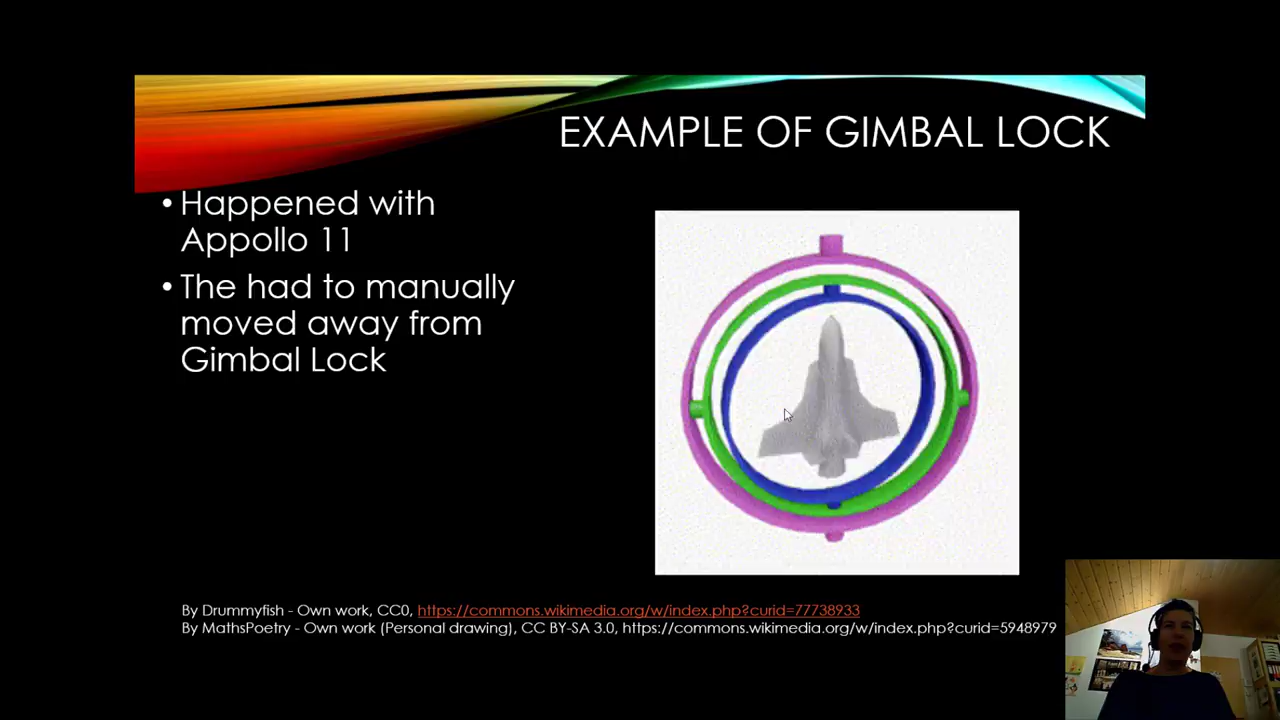 EXAMPLE OF GIMBAL LOCK
• Happened with
Appollo 11
• The had to manually
moved away from
Gimbal Lock
By Drummyfish - Own work, CC0, https://commons.wikimedia.org/w/index.php?curid=77738933
By MathsPoetry - Own work (Personal drawing), CC BY-SA 3.0, https://commons.wikimedia.org/w/index.php?curid=5948979